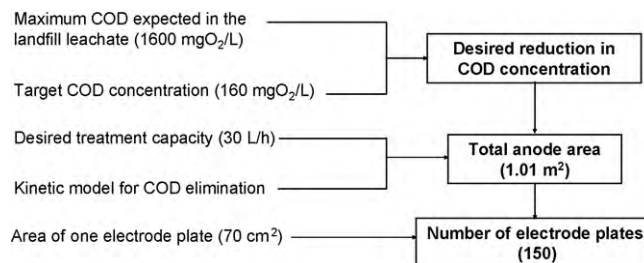 Maximum COD expected in the
landfill leachate (1600 mgO₂/L)
Desired reduction in
COD concentration
Target COD concentration (160 mgO₂/L)
Desired treatment capacity (30 L/h)
Total anode area
(1.01 m²)
Kinetic model for COD elimination
Area of one electrode plate (70 cm²)
Number of electrode plates
(150)